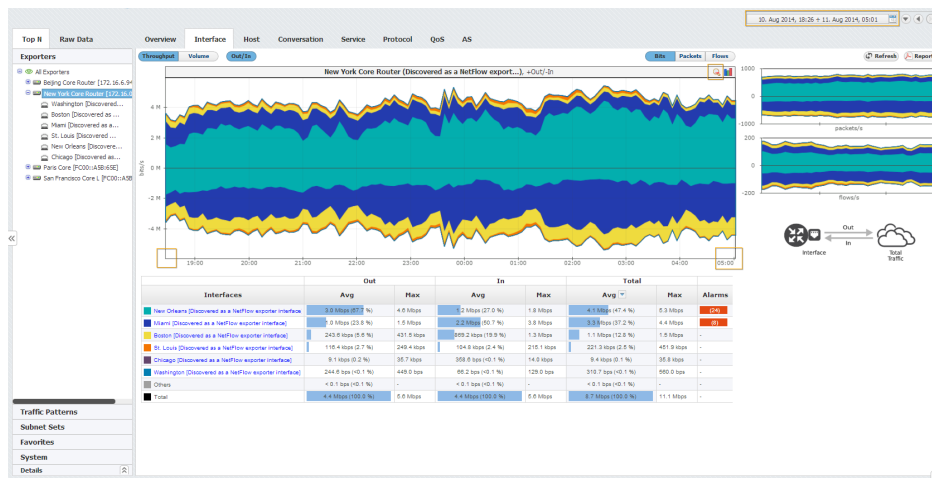 10. Aug 2014, 18:26 ÷ 11. Aug 2014, 05:01
Top N Raw Data Overview Interface Host Conversation Service Protocol QoS AS
Exporters Throughput Volume Out/In Bits Packets Flows Refresh Report
All Exporters
New York Core Router (Discovered as a NetFlow export...), +Out/-In
Beijing Core Router [172.16.6.94
New York Core Router [172.16.0
Washington [Discovered...
Boston [Discovered as ...
Miami [Discovered as a...
St. Louis [Discovered ...
New Orleans [Discovere...
Chicago [Discovered as...
Paris Core [FC00::A5B:65E]
San Francisco Core L [FC00::A5B
4 M
2 M
0 M
-2 M
-4 M
bits/s
19:00 20:00 21:00 22:00 23:00 00:00 01:00 02:00 03:00 04:00 05:00
1000
0
-1000
packets/s
200
0
-200
flows/s
Out
In
Interface
Total
Traffic
Out In Total
Interfaces Avg Max Avg Max Avg Max Alarms
New Orleans [Discovered as a NetFlow exporter interface 3.0 Mbps (67.7 %) 4.6 Mbps 1.2 Mbps (27.0 %) 1.8 Mbps 4.1 Mbps (47.4 %) 6.3 Mbps (24)
Miami [Discovered as a NetFlow exporter interface] 1.0 Mbps (23.8 %) 1.5 Mbps 2.2 Mbps (50.7 %) 3.8 Mbps 3.3 Mbps (37.2 %) 4.4 Mbps (8)
Boston [Discovered as a NetFlow exporter interface] 243.6 kbps (5.6 %) 431.5 kbps 869.2 kbps (19.9 %) 1.3 Mbps 1.1 Mbps (12.8 %) 1.6 Mbps -
St. Louis [Discovered as a NetFlow exporter interface] 116.4 kbps (2.7 %) 249.4 kbps 104.8 kbps (2.4 %) 215.1 kbps 221.3 kbps (2.5 %) 451.9 kbps -
Chicago [Discovered as a NetFlow exporter interface] 9.1 kbps (0.2 %) 35.7 kbps 358.6 bps (<0.1 %) 14.0 kbps 9.4 kbps (0.1 %) 35.8 kbps -
Washington [Discovered as a NetFlow exporter interface] 244.6 bps (<0.1 %) 449.0 bps 66.2 bps (<0.1 %) 129.0 bps 310.7 bps (<0.1 %) 560.0 bps -
Others < 0.1 bps (<0.1 %) - < 0.1 bps (<0.1 %) - < 0.1 bps (<0.1 %) - -
Total 4.4 Mbps (100.0 %) 5.6 Mbps 4.4 Mbps (100.0 %) 5.6 Mbps 8.7 Mbps (100.0 %) 11.1 Mbps -
Traffic Patterns
Subnet Sets
Favorites
System
Details